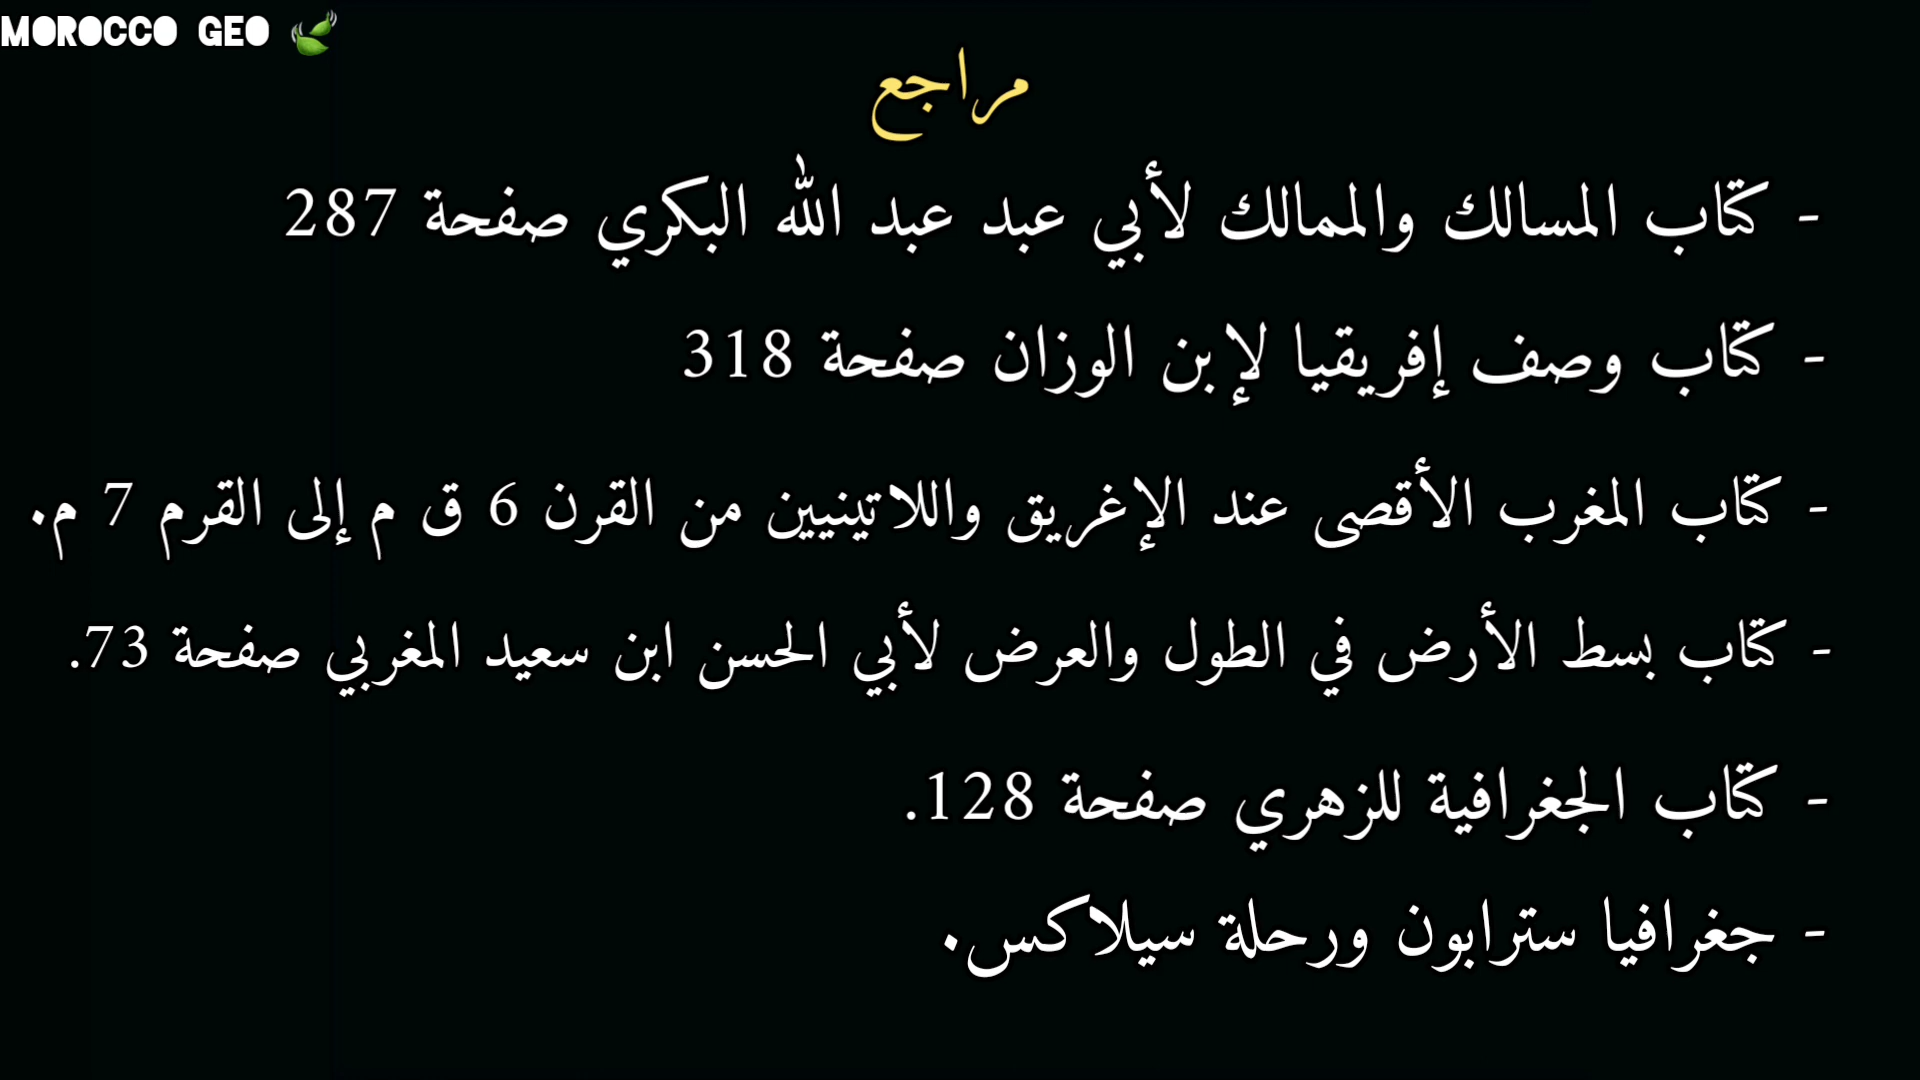 MOROCCO GEO
مراجع
- كتاب المسالك والممالك لأبي عبد عبد الله البكري صفحة 287
- كتاب وصف إفريقيا لإبن الوزان صفحة 318
- كتاب المغرب الأقصى عند الإغريق واللاتينيين من القرن 6 ق م إلى القرم 7 م.
- كتاب بسط الأرض في الطول والعرض لأبي الحسن ابن سعيد المغربي صفحة 73.
- كتاب الجغرافية للزهري صفحة 128.
- جغرافيا سترابون ورحلة سيلاكس.